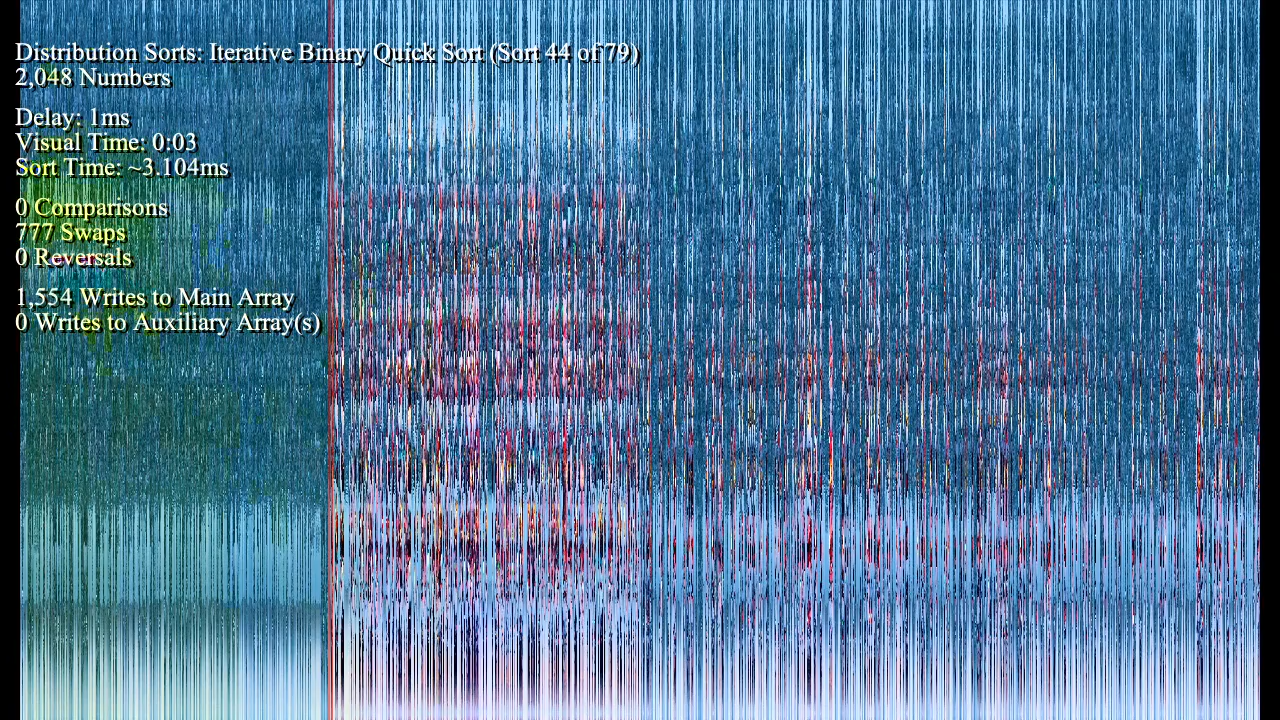 Distribution Sorts: Iterative Binary Quick Sort (Sort 44 of 79)
2,048 Numbers
Delay: 1ms
Visual Time: 0:03
Sort Time: ~3.104ms
0 Comparisons
777 Swaps
0 Reversals
1,554 Writes to Main Array
0 Writes to Auxiliary Array(s)